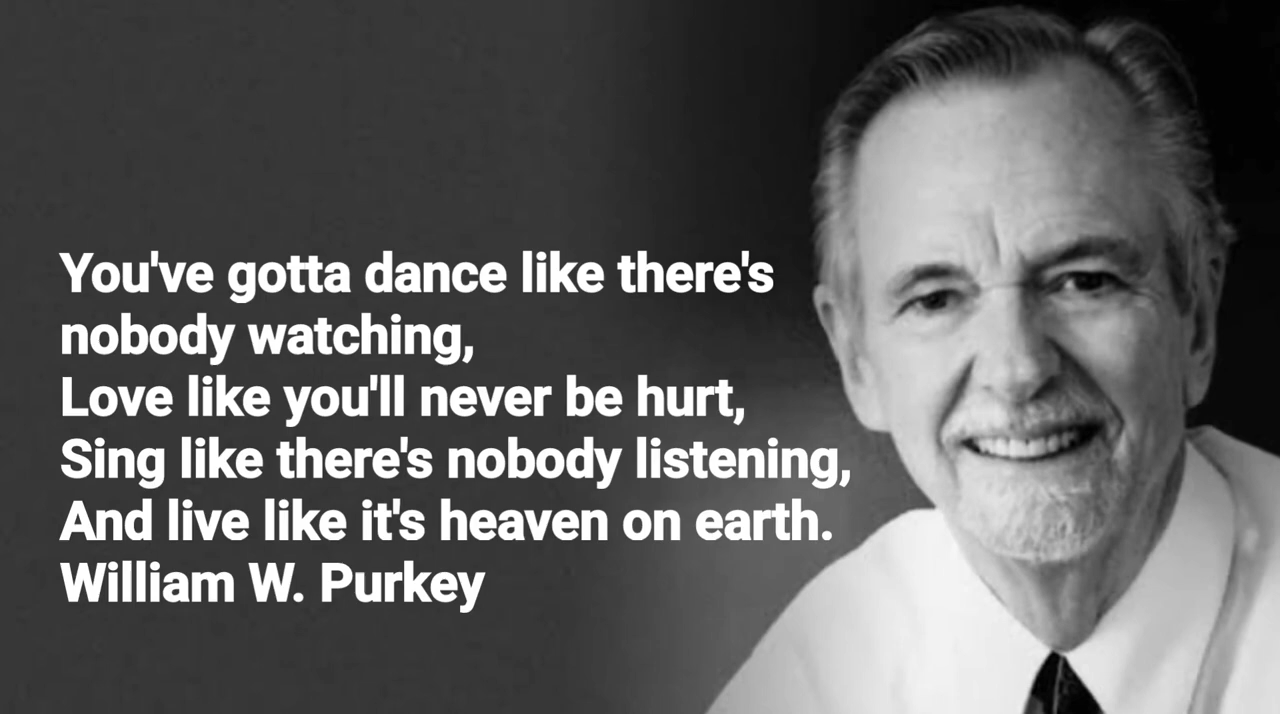 You've gotta dance like there's
nobody watching,
Love like you'll never be hurt,
Sing like there's nobody listening,
And live like it's heaven on earth.
William W. Purkey